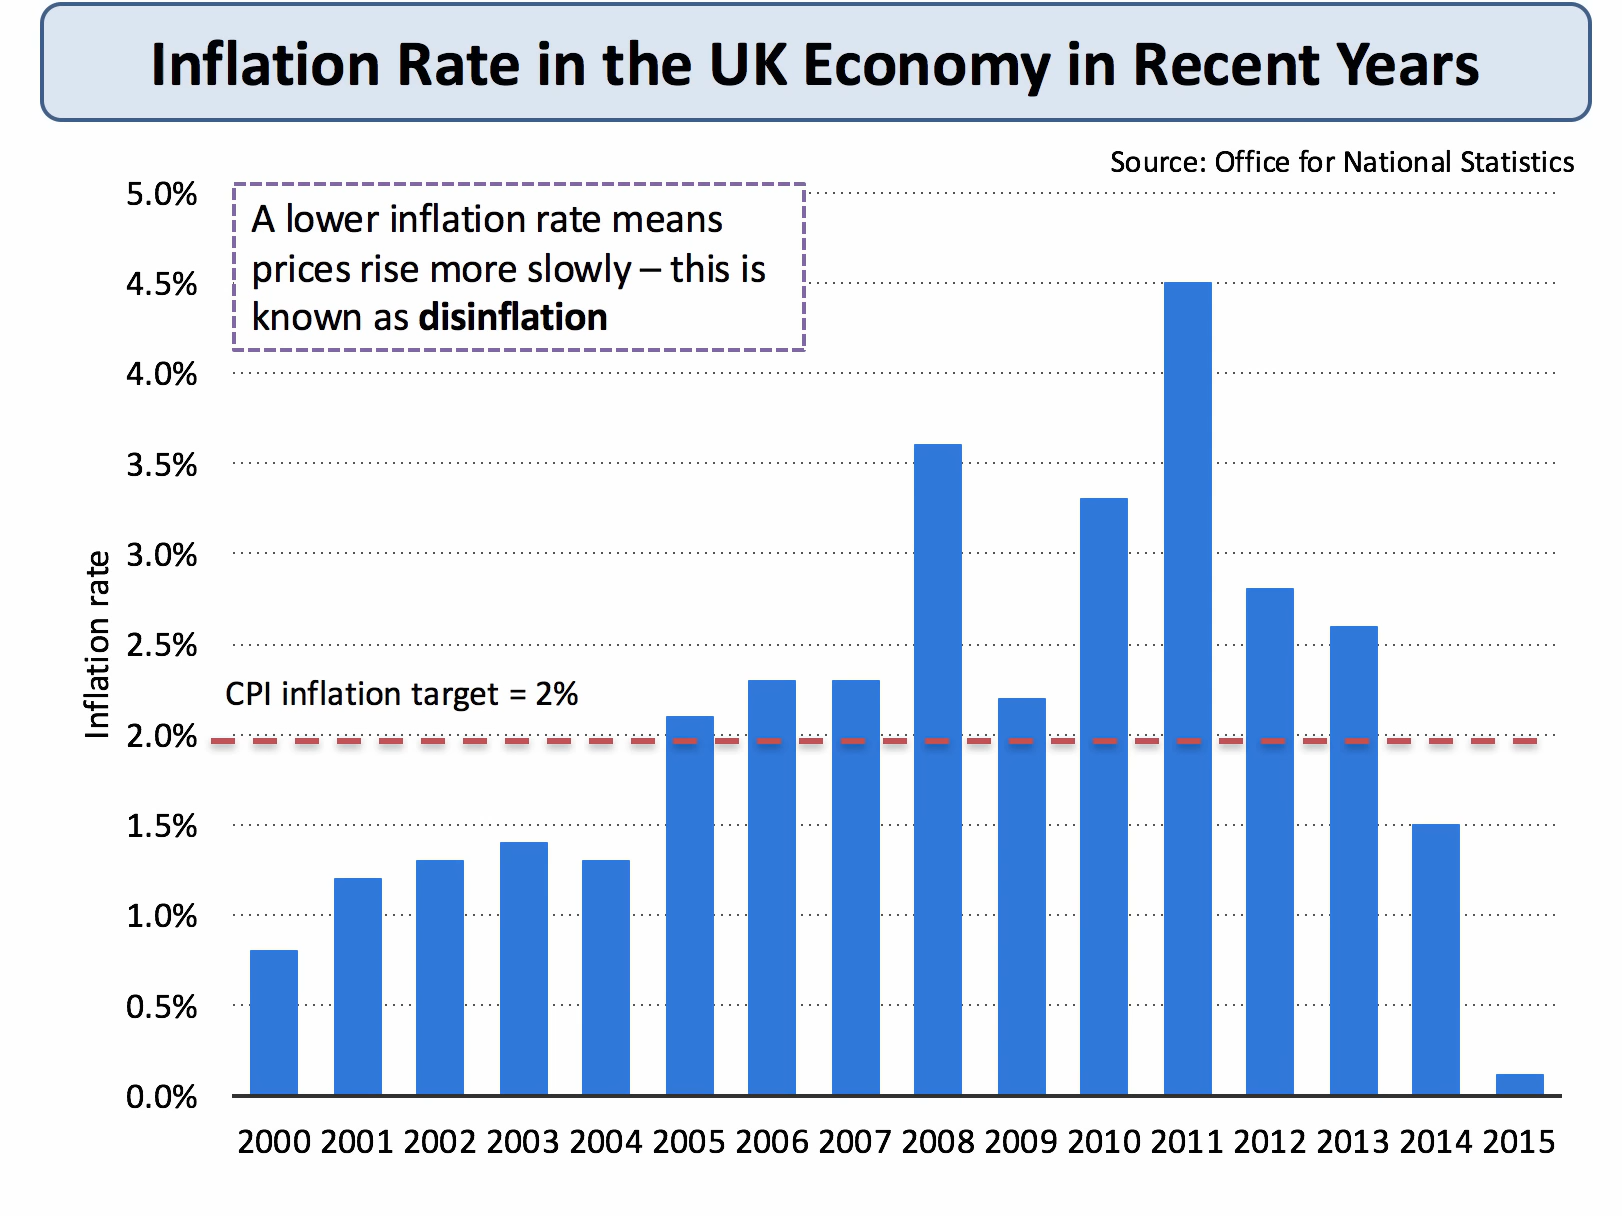 Inflation Rate in the UK Economy in Recent Years
Source: Office for National Statistics
A lower inflation rate means
prices rise more slowly – this is
known as disinflation
5.0%
4.5%
4.0%
3.5%
3.0%
2.5%
2.0%
1.5%
1.0%
0.5%
0.0%
Inflation rate
CPI inflation target = 2%
2000 2001 2002 2003 2004 2005 2006 2007 2008 2009 2010 2011 2012 2013 2014 2015